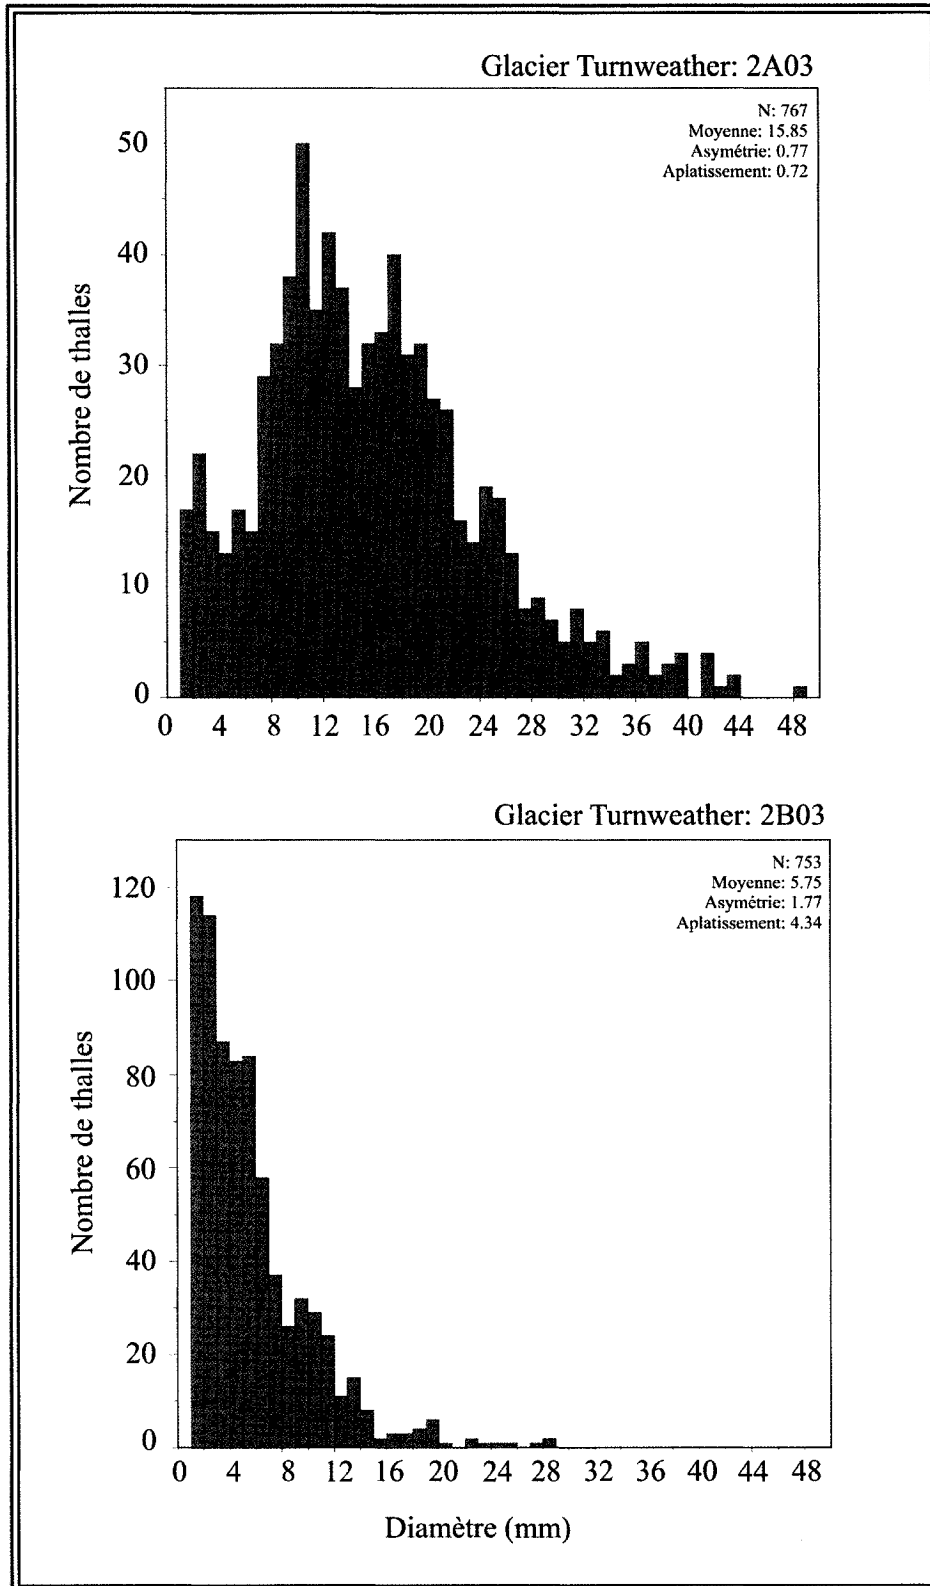 Glacier Turnweather: 2A03
N: 767
Moyenne: 15.85
Asymétrie: 0.77
Aplatissement: 0.72
50
40
30
20
10
0
Nombre de thalles
0 4 8 12 16 20 24 28 32 36 40 44 48
Glacier Turnweather: 2B03
N: 753
Moyenne: 5.75
Asymétrie: 1.77
Aplatissement: 4.34
120
100
80
60
40
20
0
Nombre de thalles
0 4 8 12 16 20 24 28 32 36 40 44 48
Diamètre (mm)